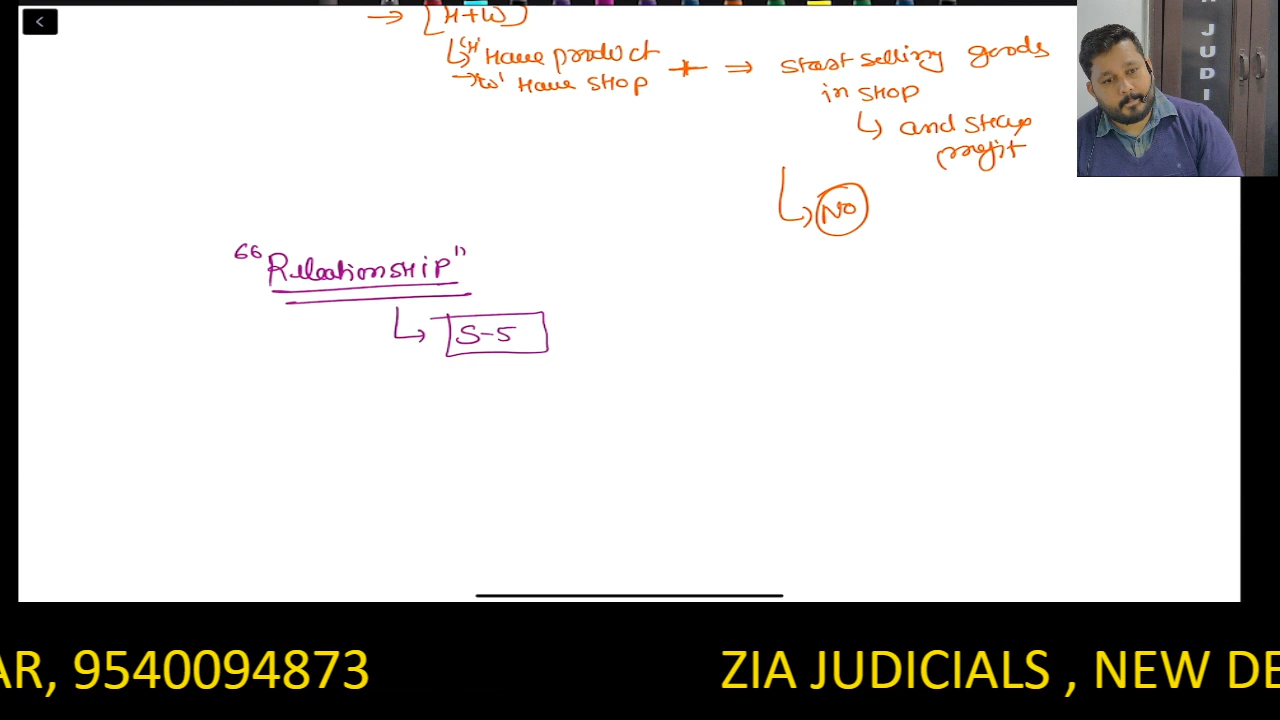 → [H+W]
↳ 'H' Have product
→ 'W' Have SHOP + ⇒ start selling goods
in SHOP
↳ and share
profit
↳ NO
"Relationship"
↳ S-5
JUDI
AR, 9540094873 ZIA JUDICIALS , NEW DE